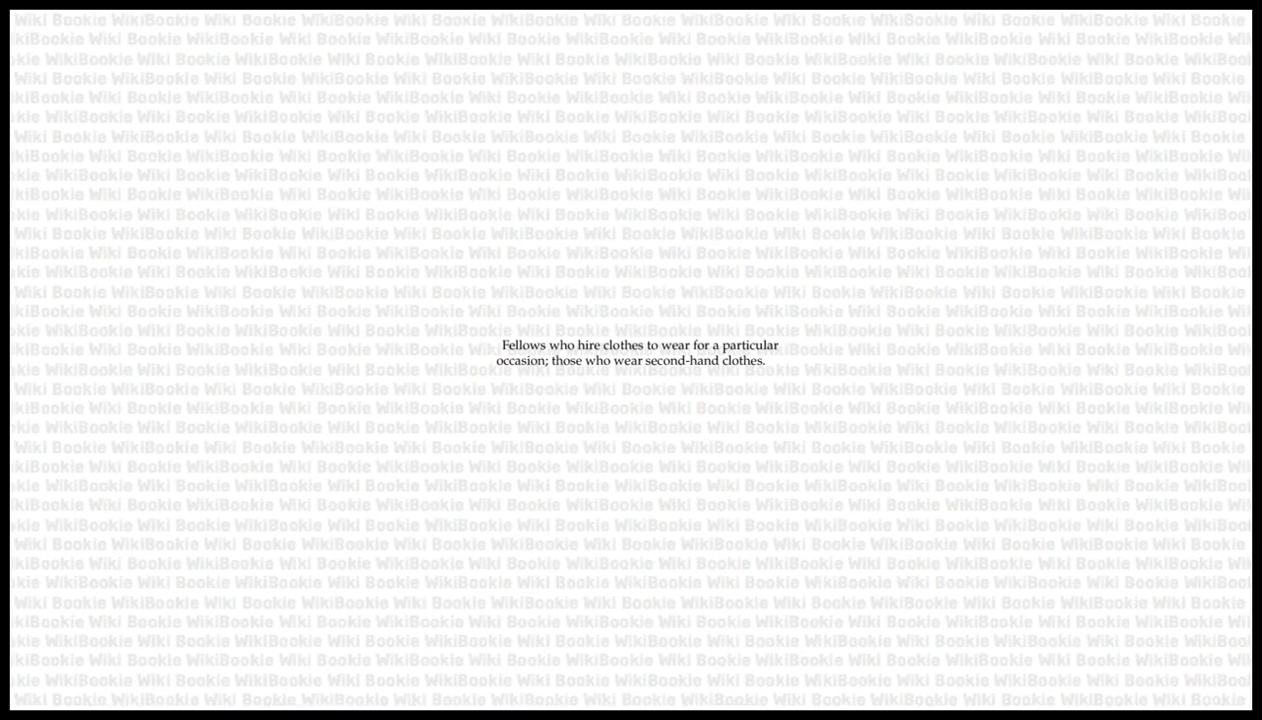 Fellows who hire clothes to wear for a particular
occasion; those who wear second-hand clothes.